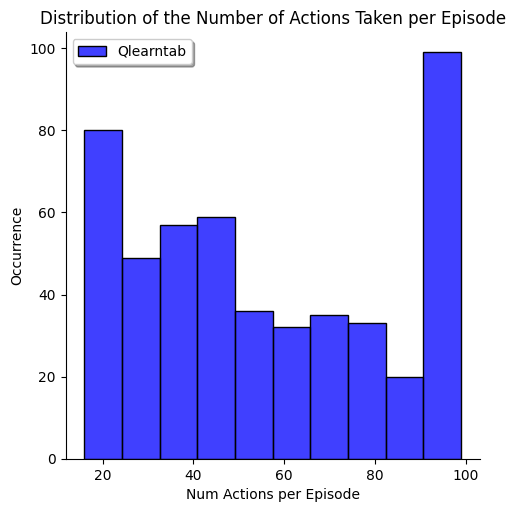 Distribution of the Number of Actions Taken per Episode
Qlearntab
100
80
60
40
20
0
Occurrence
20 40 60 80 100
Num Actions per Episode